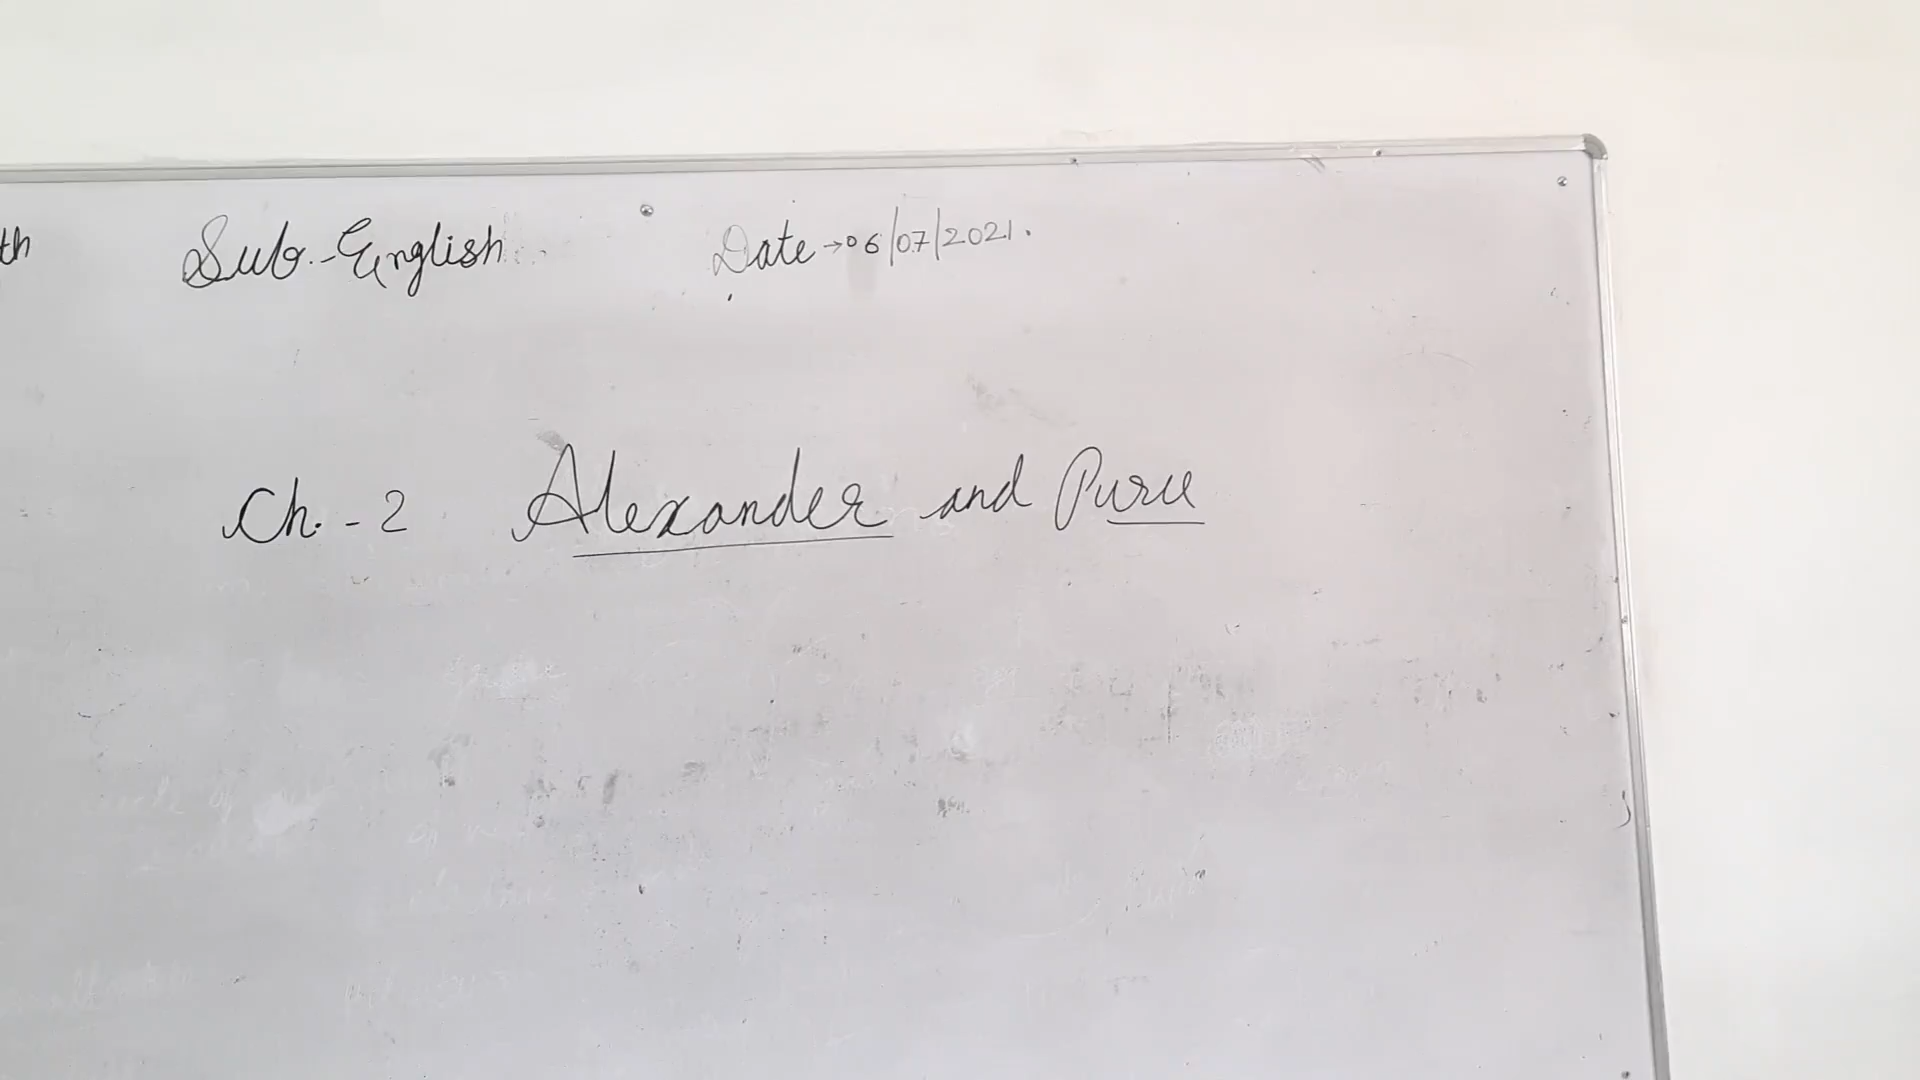 th Sub.-English Date→06/07/2021.
Ch.-2 Alexander and Puru